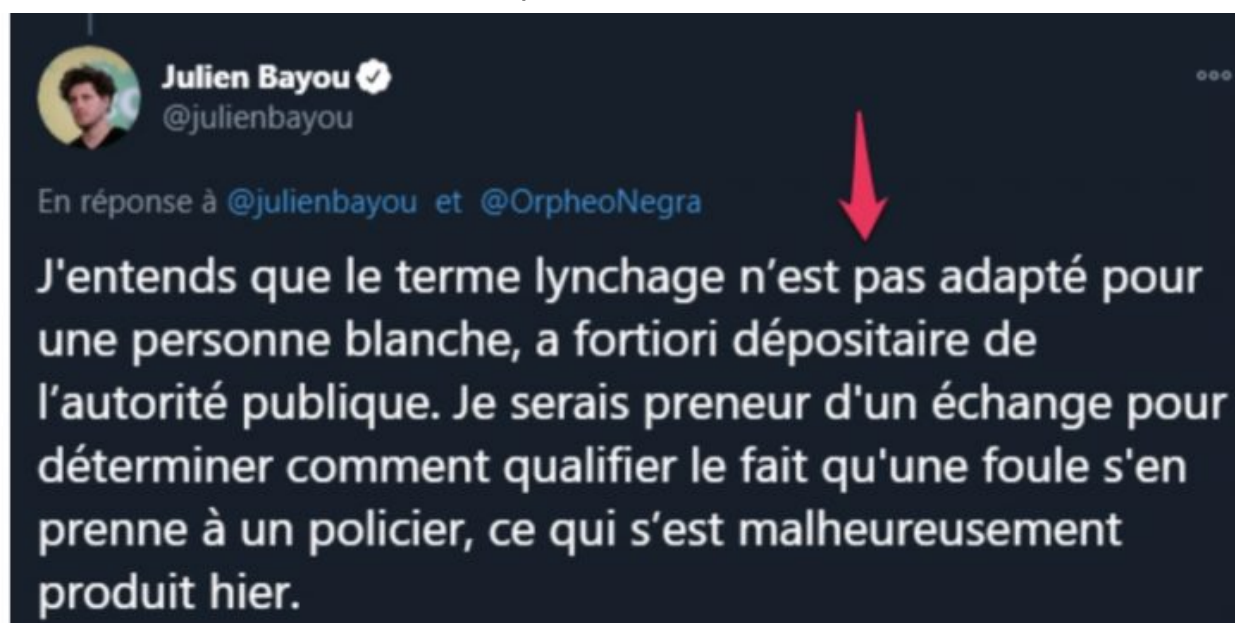 Julien Bayou
@julienbayou
En réponse à @julienbayou et @OrpheoNegra
J'entends que le terme lynchage n’est pas adapté pour
une personne blanche, a fortiori dépositaire de
l’autorité publique. Je serais preneur d'un échange pour
déterminer comment qualifier le fait qu'une foule s'en
prenne à un policier, ce qui s’est malheureusement
produit hier.